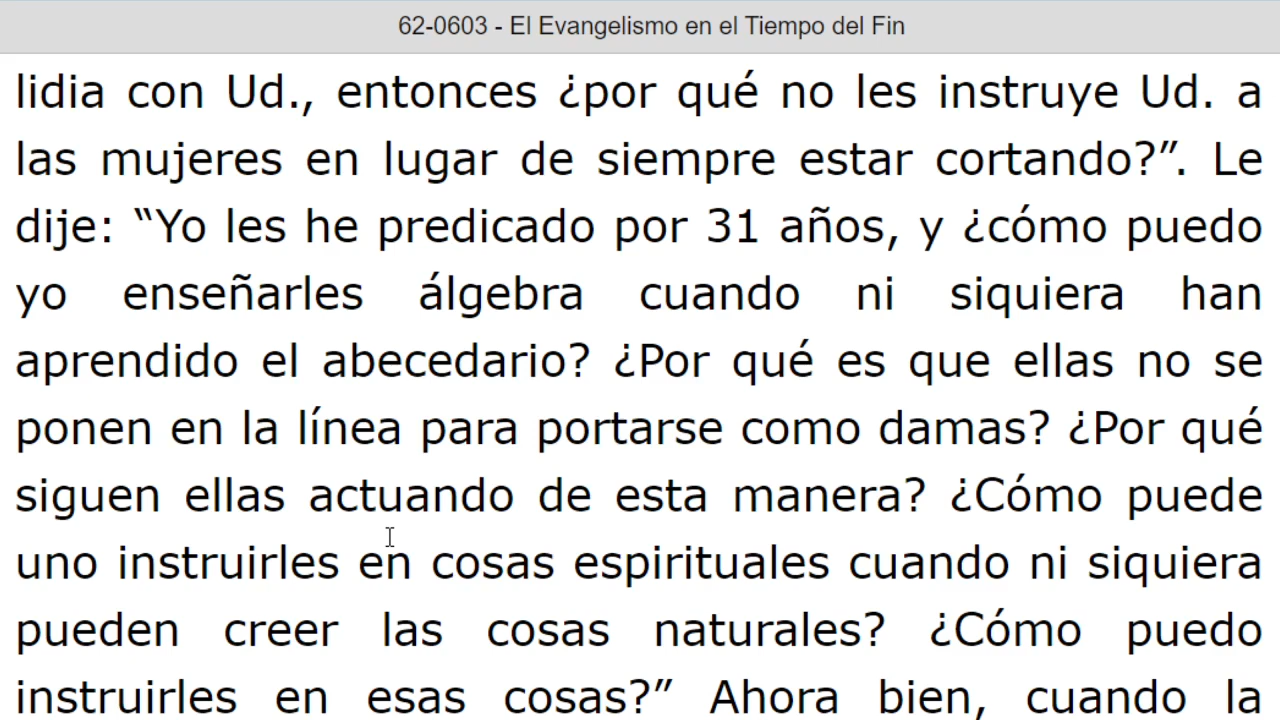 62-0603 - El Evangelismo en el Tiempo del Fin
lidia con Ud., entonces ¿por qué no les instruye Ud. a
las mujeres en lugar de siempre estar cortando?”. Le
dije: “Yo les he predicado por 31 años, y ¿cómo puedo
yo enseñarles álgebra cuando ni siquiera han
aprendido el abecedario? ¿Por qué es que ellas no se
ponen en la línea para portarse como damas? ¿Por qué
siguen ellas actuando de esta manera? ¿Cómo puede
uno instruirles en cosas espirituales cuando ni siquiera
pueden creer las cosas naturales? ¿Cómo puedo
instruirles en esas cosas?” Ahora bien, cuando la